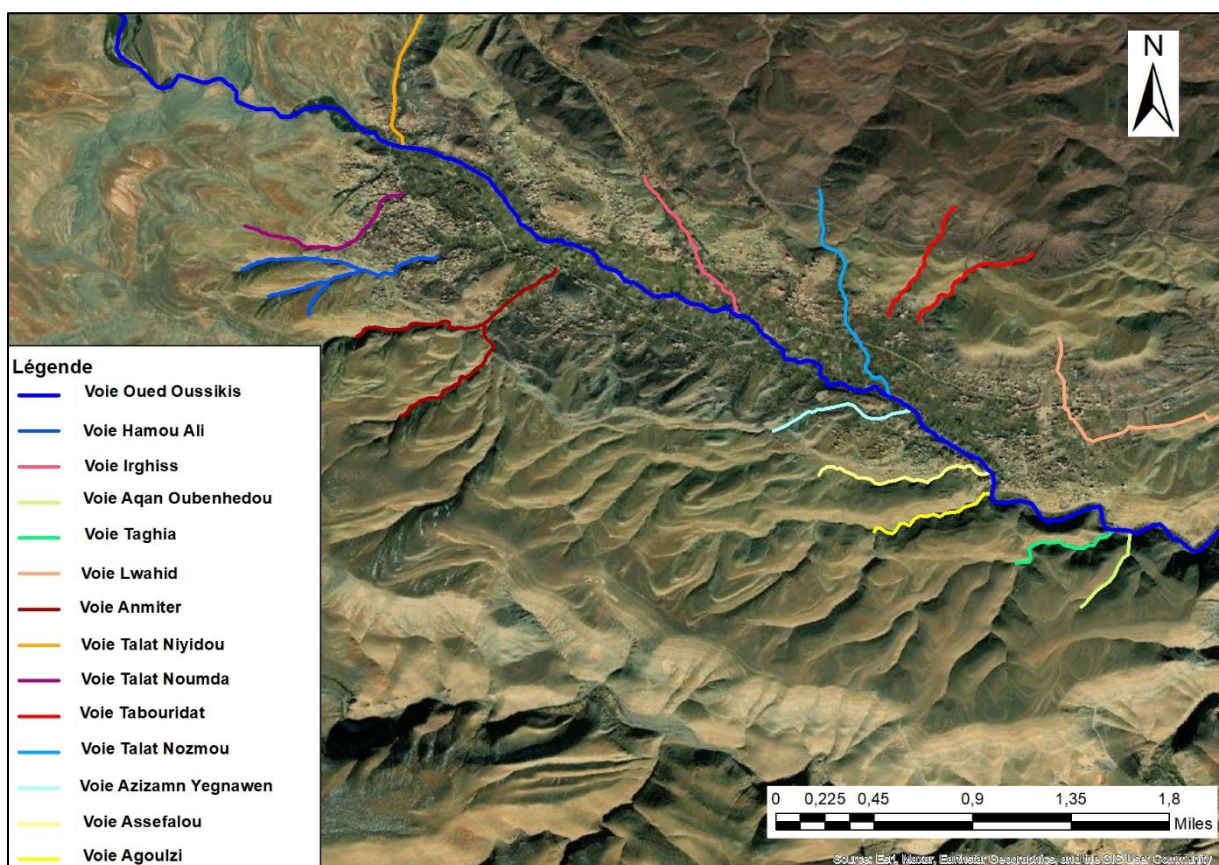 N
Légende
Voie Oued Oussikis
Voie Hamou Ali
Voie Irghiss
Voie Aqan Oubenhedou
Voie Taghia
Voie Lwahid
Voie Anmiter
Voie Talat Niyidou
Voie Talat Noumda
Voie Tabouridat
Voie Talat Nozmou
Voie Azizamn Yegnawen
Voie Assefalou
Voie Agoulzi
0 0,225 0,45 0,9 1,35 1,8
Miles
Source: Esri, Maxar, Earthstar Geographics, and the GIS User Community